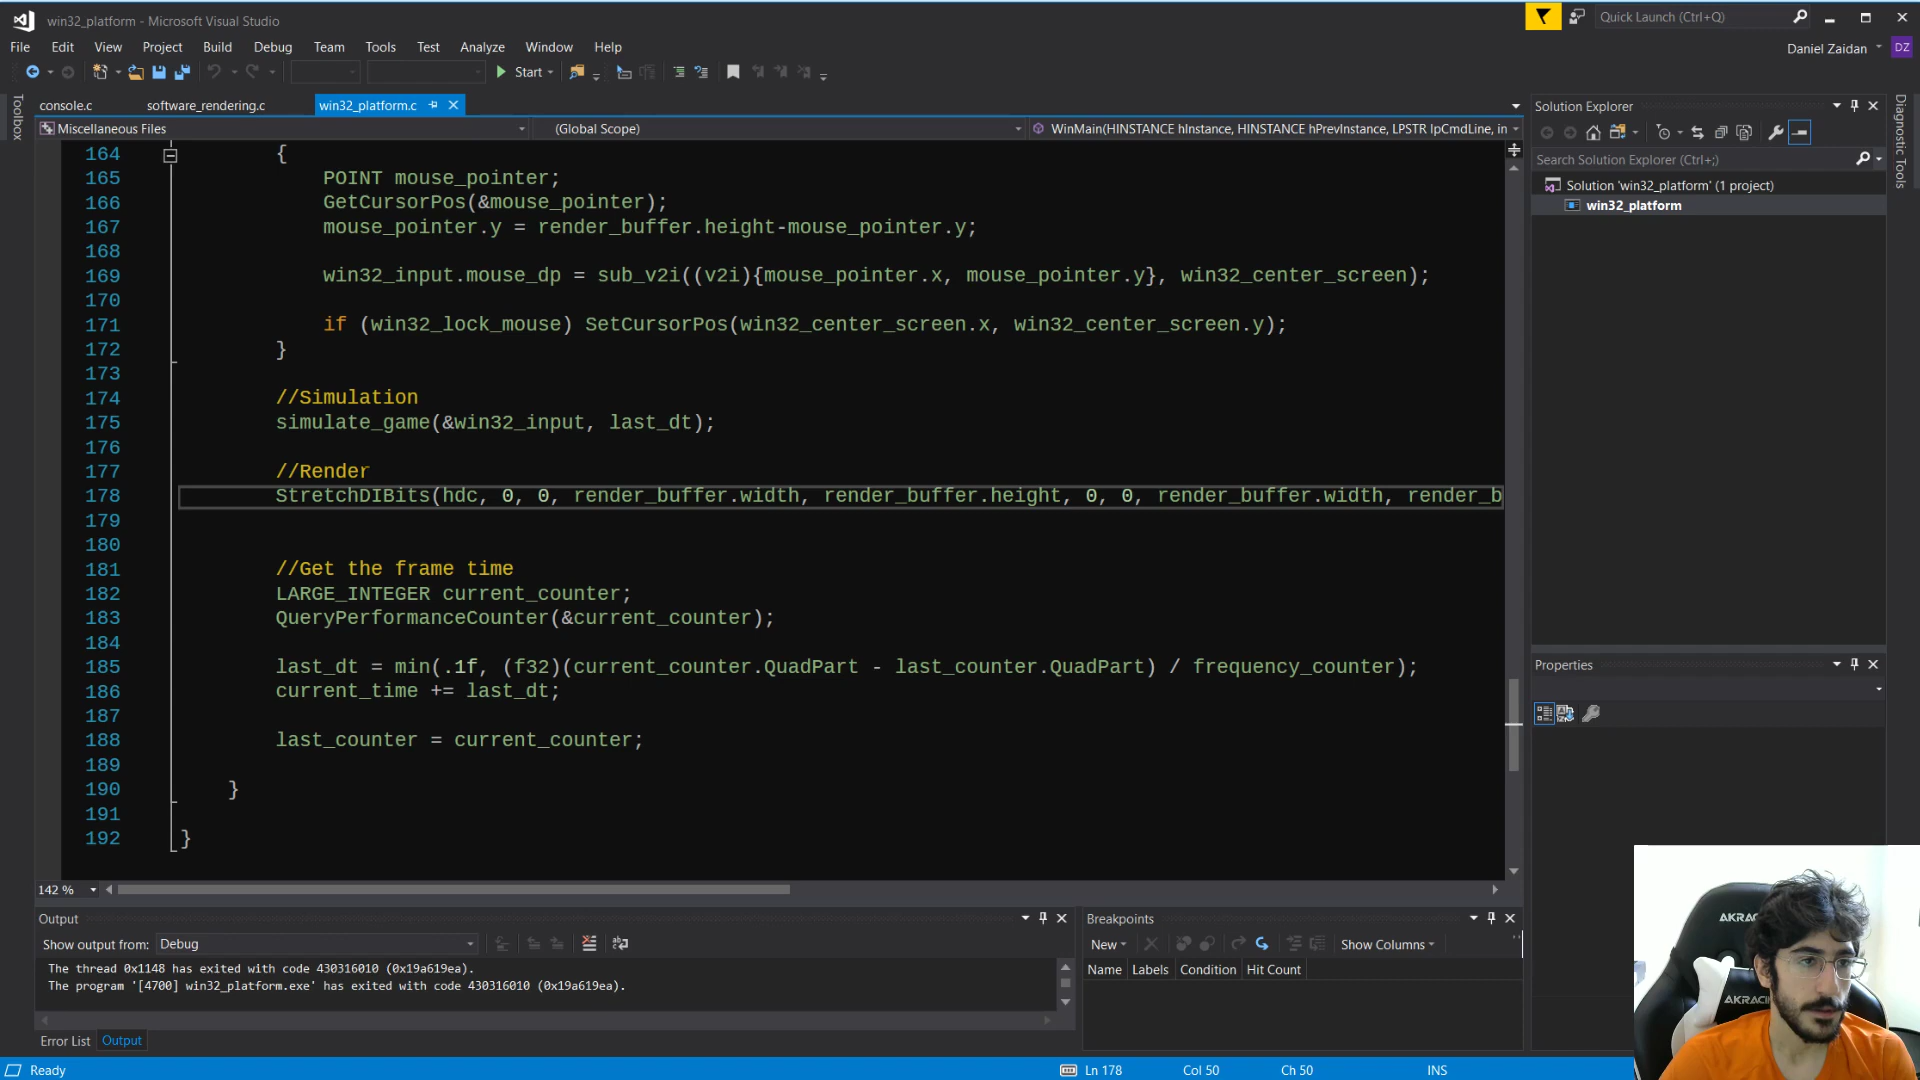 win32_platform - Microsoft Visual Studio
Quick Launch (Ctrl+Q)
File Edit View Project Build Debug Team Tools Test Analyze Window Help
Daniel Zaidan DZ
Start
Toolbox
console.c software_rendering.c win32_platform.c
Miscellaneous Files (Global Scope) WinMain(HINSTANCE hInstance, HINSTANCE hPrevInstance, LPSTR lpCmdLine, in
164 {
165 POINT mouse_pointer;
166 GetCursorPos(&mouse_pointer);
167 mouse_pointer.y = render_buffer.height-mouse_pointer.y;
168
169 win32_input.mouse_dp = sub_v2i((v2i){mouse_pointer.x, mouse_pointer.y}, win32_center_screen);
170
171 if (win32_lock_mouse) SetCursorPos(win32_center_screen.x, win32_center_screen.y);
172 }
173
174 //Simulation
175 simulate_game(&win32_input, last_dt);
176
177 //Render
178 StretchDIBits(hdc, 0, 0, render_buffer.width, render_buffer.height, 0, 0, render_buffer.width, render_b
179
180
181 //Get the frame time
182 LARGE_INTEGER current_counter;
183 QueryPerformanceCounter(&current_counter);
184
185 last_dt = min(.1f, (f32)(current_counter.QuadPart - last_counter.QuadPart) / frequency_counter);
186 current_time += last_dt;
187
188 last_counter = current_counter;
189
190 }
191
192 }
142 %
Solution Explorer
Search Solution Explorer (Ctrl+;)
Solution 'win32_platform' (1 project)
win32_platform
Diagnostic Tools
Properties
Output
Show output from: Debug
The thread 0x1148 has exited with code 430316010 (0x19a619ea).
The program '[4700] win32_platform.exe' has exited with code 430316010 (0x19a619ea).
Error List Output
Breakpoints
New Show Columns
Name Labels Condition Hit Count
AKRACING
Ready Ln 178 Col 50 Ch 50 INS